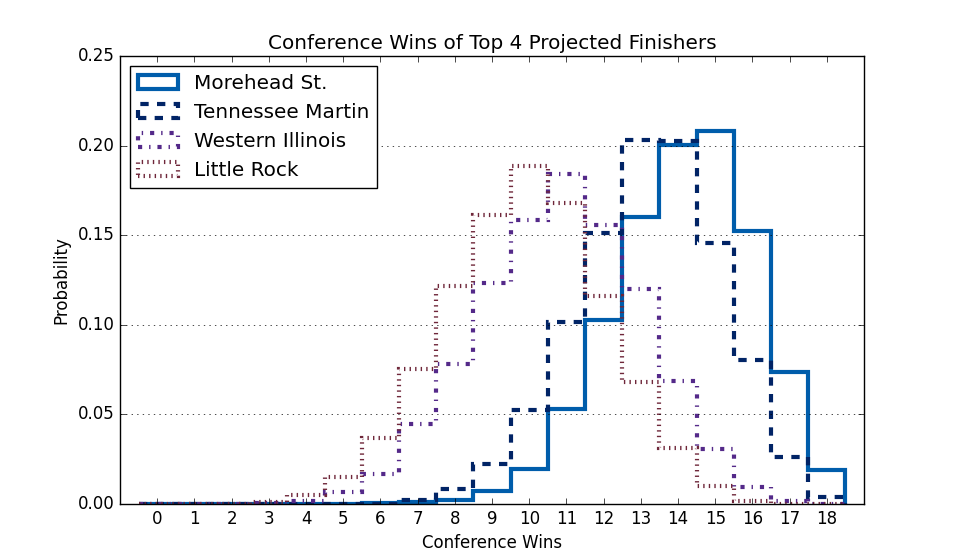 Conference Wins of Top 4 Projected Finishers
0.25
0.20
0.15
0.10
0.05
0.00
Probability
Morehead St.
Tennessee Martin
Western Illinois
Little Rock
0 1 2 3 4 5 6 7 8 9 10 11 12 13 14 15 16 17 18
Conference Wins